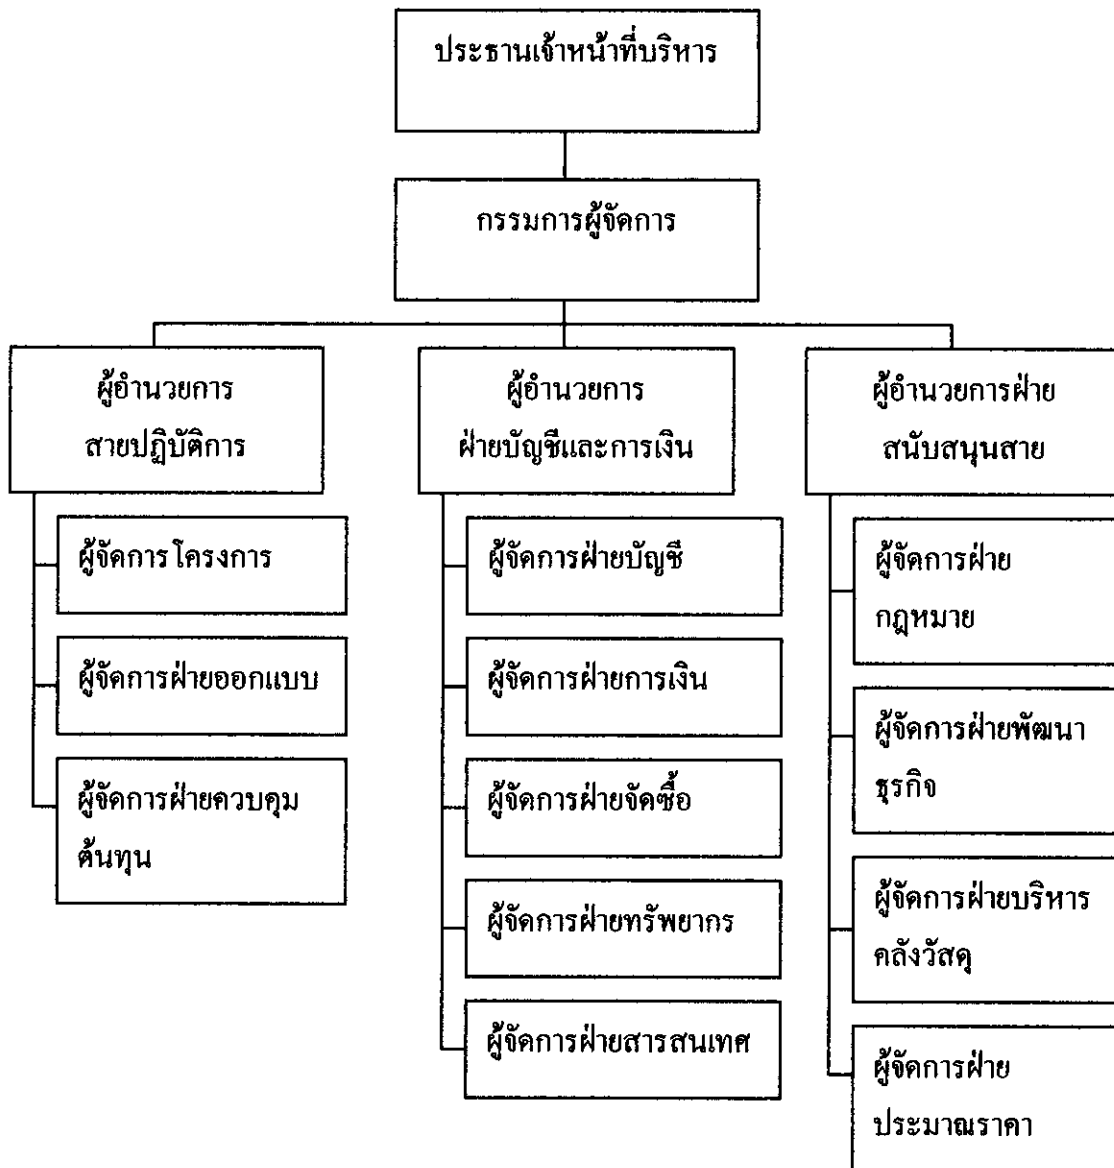 ประธานเจ้าหน้าที่บริหาร
กรรมการผู้จัดการ
ผู้อำนวยการ
สายปฏิบัติการ
ผู้จัดการโครงการ
ผู้จัดการฝ่ายออกแบบ
ผู้จัดการฝ่ายควบคุม
ต้นทุน
ผู้อำนวยการ
ฝ่ายบัญชีและการเงิน
ผู้จัดการฝ่ายบัญชี
ผู้จัดการฝ่ายการเงิน
ผู้จัดการฝ่ายจัดซื้อ
ผู้จัดการฝ่ายทรัพยากร
ผู้จัดการฝ่ายสารสนเทศ
ผู้อำนวยการฝ่าย
สนับสนุนสาย
ผู้จัดการฝ่าย
กฎหมาย
ผู้จัดการฝ่ายพัฒนา
ธุรกิจ
ผู้จัดการฝ่ายบริหาร
คลังวัสดุ
ผู้จัดการฝ่าย
ประมาณราคา